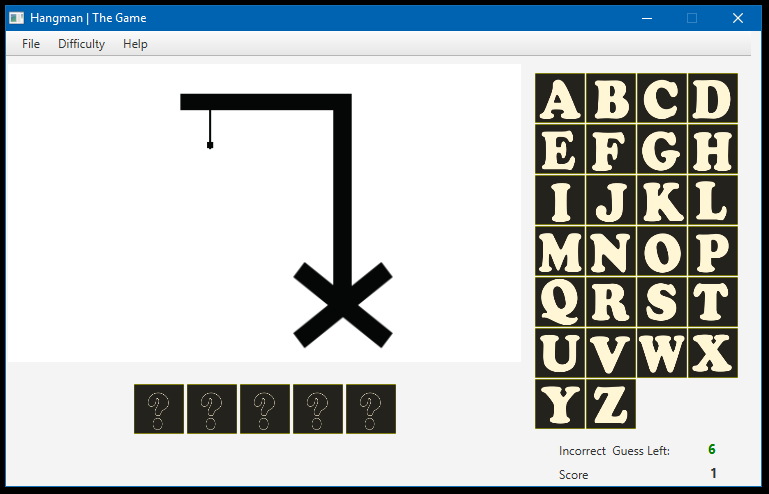 Hangman | The Game
File Difficulty Help
A B C D
E F G H
I J K L
M N O P
Q R S T
U V W X
Y Z
? ? ? ? ?
Incorrect Guess Left: 6
Score 1